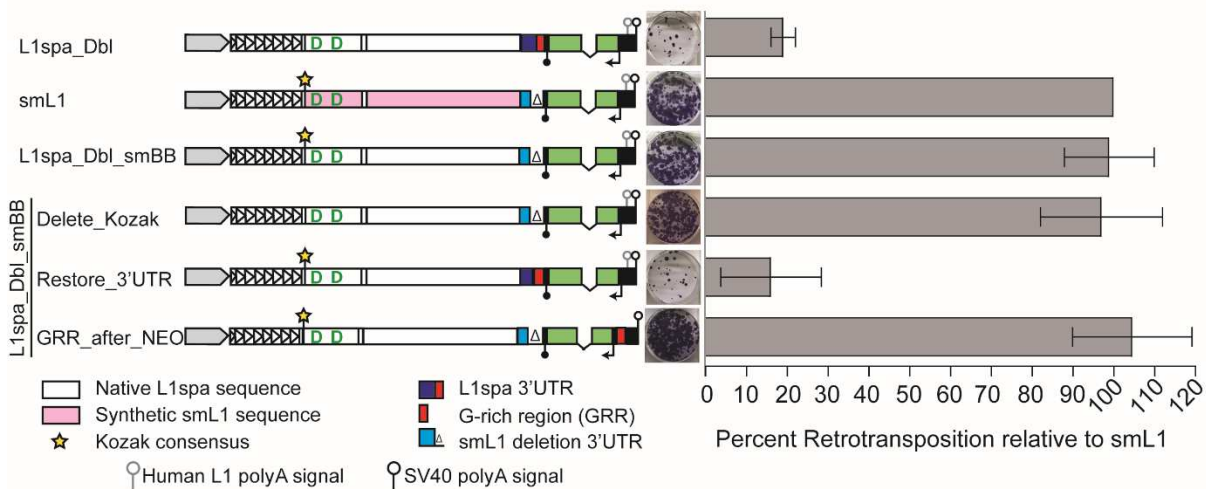 L1spa_Dbl
D D
smL1
D D
Δ
L1spa_Dbl_smBB
D D
Δ
L1spa_Dbl_smBB
Delete_Kozak
D D
Δ
Restore_3'UTR
D D
GRR_after_NEO
D D
Δ
0 10 20 30 40 50 60 70 80 90 100 110 120
Percent Retrotransposition relative to smL1
Native L1spa sequence
Synthetic smL1 sequence
Kozak consensus
L1spa 3'UTR
G-rich region (GRR)
Δ smL1 deletion 3'UTR
Human L1 polyA signal
SV40 polyA signal